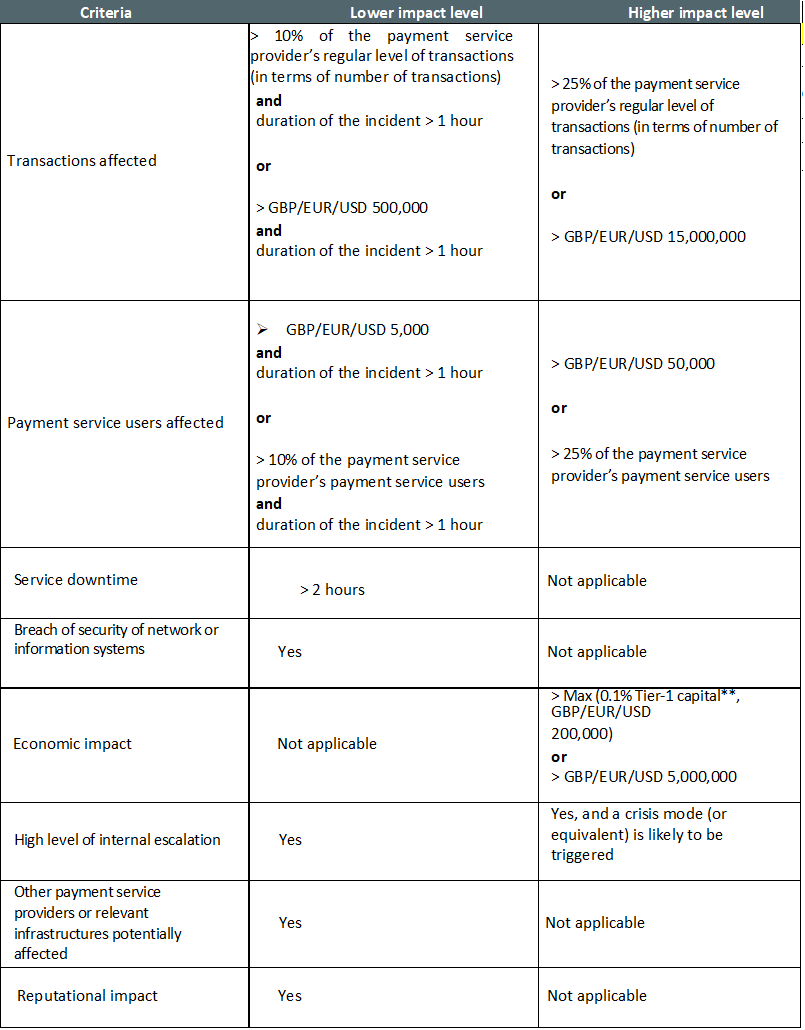 Criteria Lower impact level Higher impact level
Transactions affected
> 10% of the payment service
provider’s regular level of transactions
(in terms of number of transactions)
and
duration of the incident > 1 hour
or
> GBP/EUR/USD 500,000
and
duration of the incident > 1 hour
> 25% of the payment service
provider’s regular level of
transactions (in terms of number of
transactions)
or
> GBP/EUR/USD 15,000,000
Payment service users affected
➢ GBP/EUR/USD 5,000
and
duration of the incident > 1 hour
or
> 10% of the payment service
provider’s payment service users
and
duration of the incident > 1 hour
> GBP/EUR/USD 50,000
or
> 25% of the payment service
provider’s payment service users
Service downtime
> 2 hours
Not applicable
Breach of security of network or
information systems
Yes
Not applicable
Economic impact
Not applicable
> Max (0.1% Tier-1 capital**,
GBP/EUR/USD
200,000)
or
> GBP/EUR/USD 5,000,000
High level of internal escalation
Yes
Yes, and a crisis mode (or
equivalent) is likely to be
triggered
Other payment service
providers or relevant
infrastructures potentially
affected
Yes
Not applicable
Reputational impact
Yes
Not applicable